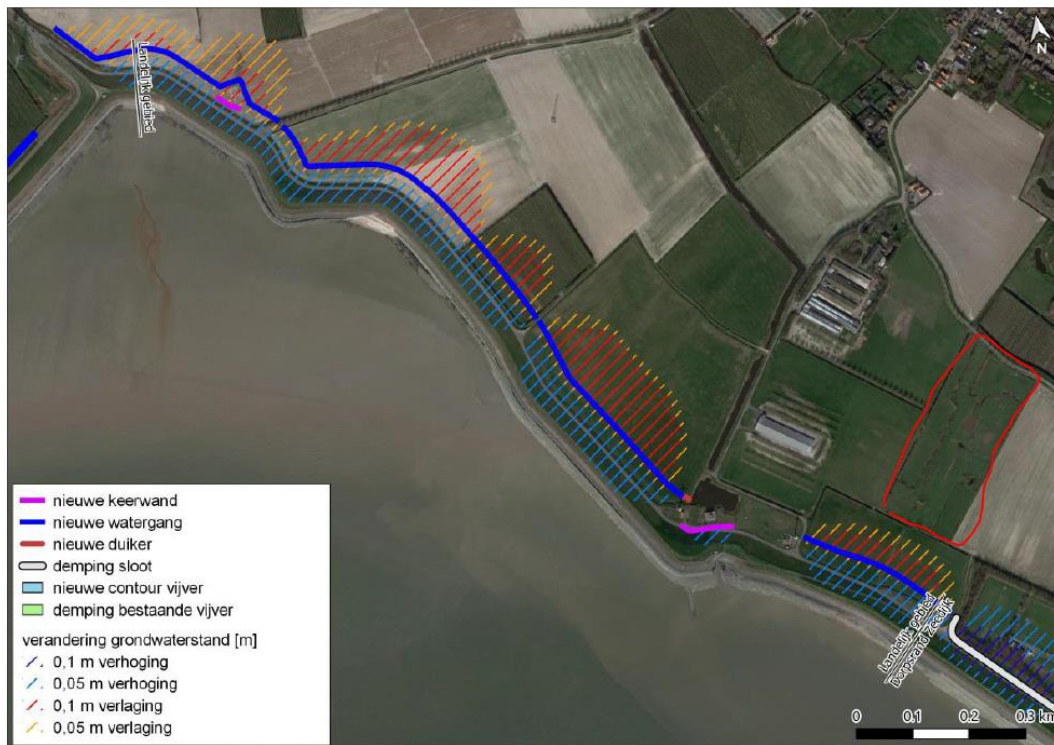 N
Landelijk gebied
nieuwe keerwand
nieuwe watergang
nieuwe duiker
demping sloot
nieuwe contour vijver
demping bestaande vijver
verandering grondwaterstand [m]
0,1 m verhoging
0,05 m verhoging
0,1 m verlaging
0,05 m verlaging
Landelijk gebied
Dorpsrand Zeedijk
0 0.1 0.2 0.3 km